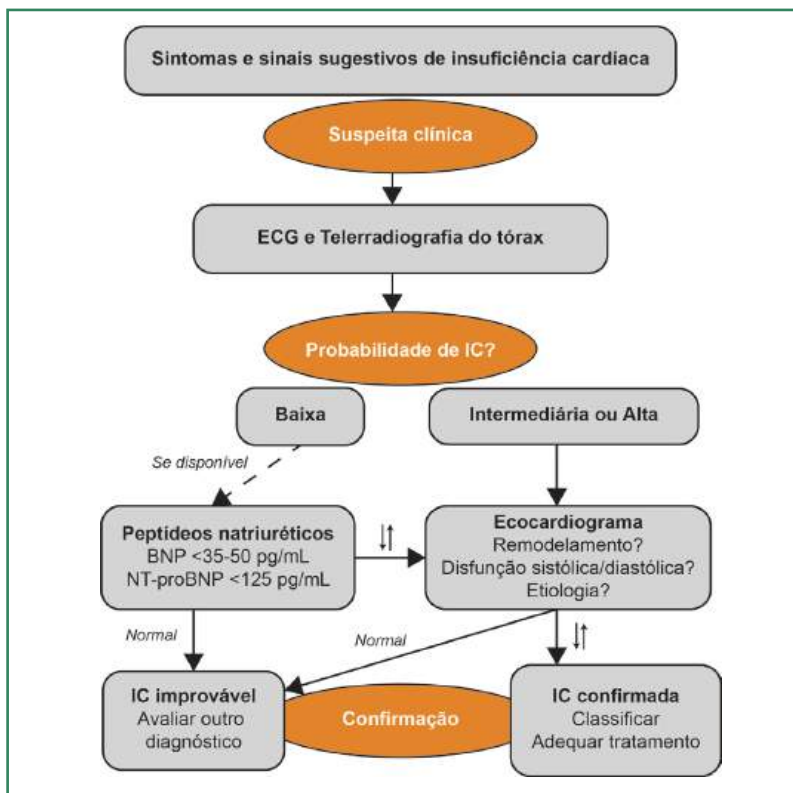 Sintomas e sinais sugestivos de insuficiência cardíaca
Suspeita clínica
ECG e Telerradiografia do tórax
Probabilidade de IC?
Baixa
Intermediária ou Alta
Se disponível
Peptídeos natriuréticos
BNP <35-50 pg/mL
NT-proBNP <125 pg/mL
↓↑
Ecocardiograma
Remodelamento?
Disfunção sistólica/diastólica?
Etiologia?
Normal
Normal
↓↑
IC improvável
Avaliar outro
diagnóstico
Confirmação
IC confirmada
Classificar
Adequar tratamento